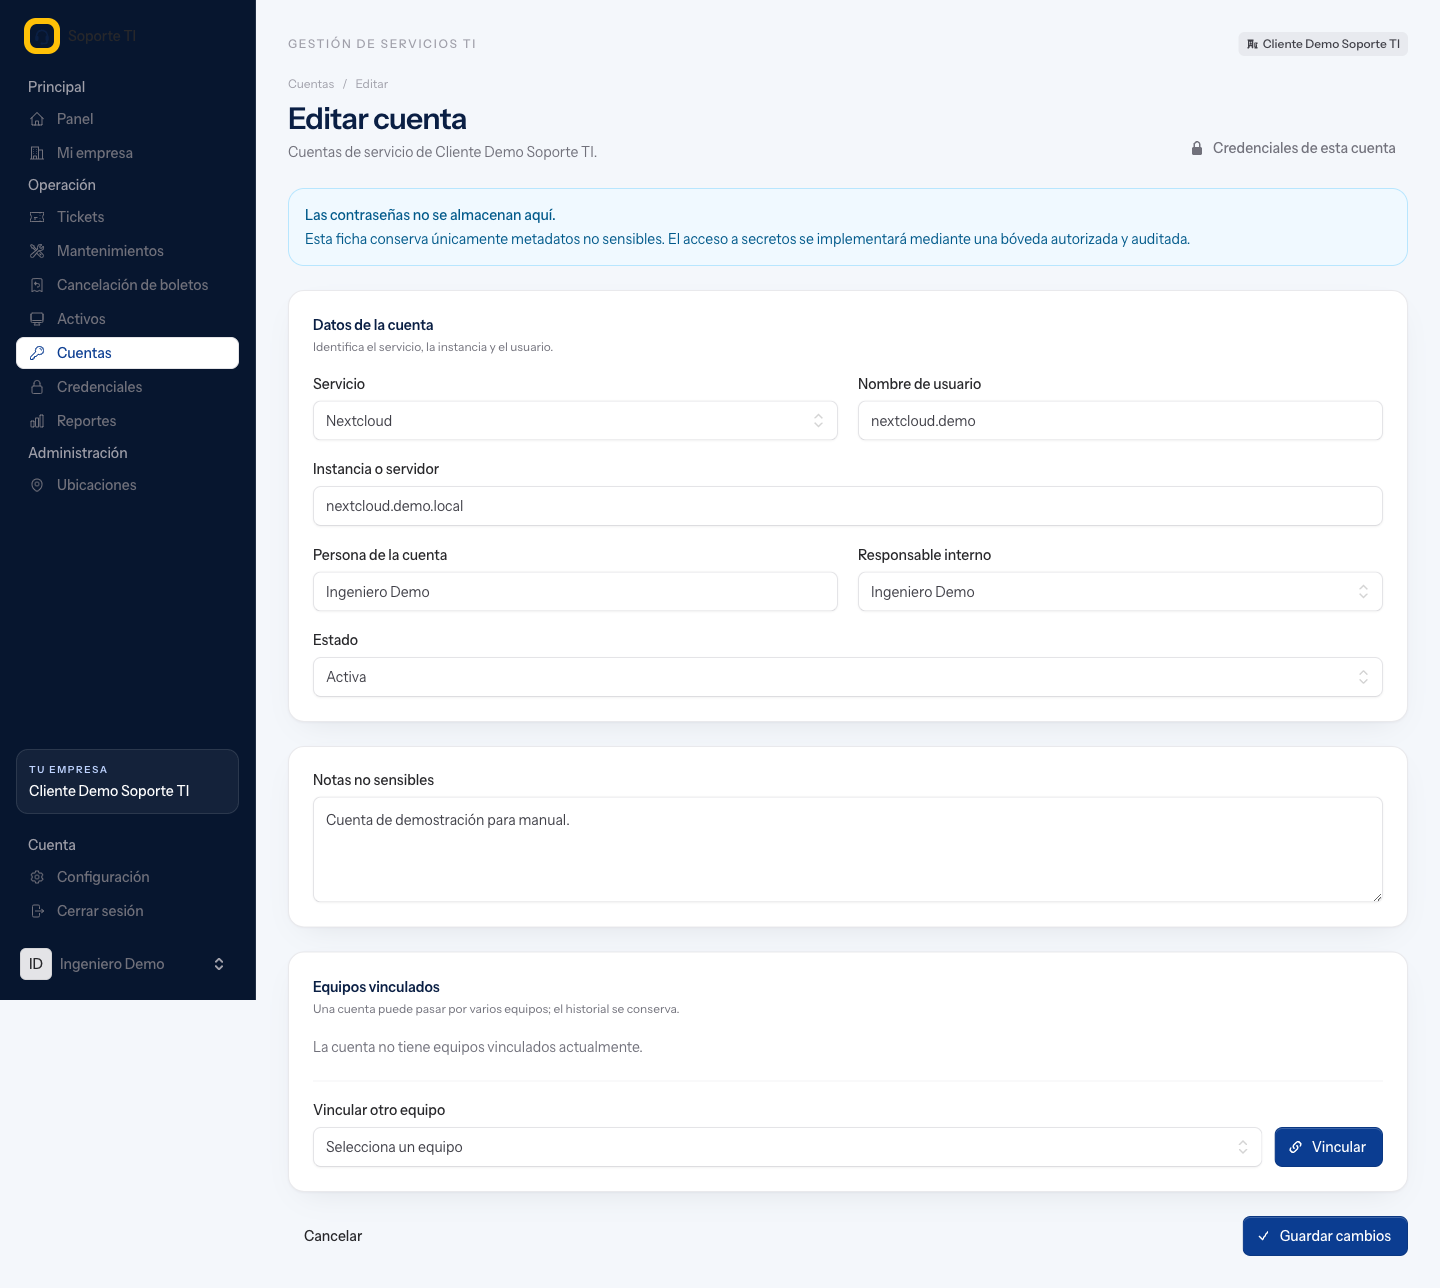 Soporte TI
Principal
Panel
Mi empresa
Operación
Tickets
Mantenimientos
Cancelación de boletos
Activos
Cuentas
Credenciales
Reportes
Administración
Ubicaciones
TU EMPRESA
Cliente Demo Soporte TI
Cuenta
Configuración
Cerrar sesión
ID Ingeniero Demo
GESTIÓN DE SERVICIOS TI
Cliente Demo Soporte TI
Cuentas / Editar
Editar cuenta
Cuentas de servicio de Cliente Demo Soporte TI.
Credenciales de esta cuenta
Las contraseñas no se almacenan aquí.
Esta ficha conserva únicamente metadatos no sensibles. El acceso a secretos se implementará mediante una bóveda autorizada y auditada.
Datos de la cuenta
Identifica el servicio, la instancia y el usuario.
Servicio
Nextcloud
Nombre de usuario
nextcloud.demo
Instancia o servidor
nextcloud.demo.local
Persona de la cuenta
Ingeniero Demo
Responsable interno
Ingeniero Demo
Estado
Activa
Notas no sensibles
Cuenta de demostración para manual.
Equipos vinculados
Una cuenta puede pasar por varios equipos; el historial se conserva.
La cuenta no tiene equipos vinculados actualmente.
Vincular otro equipo
Selecciona un equipo
Vincular
Cancelar
Guardar cambios